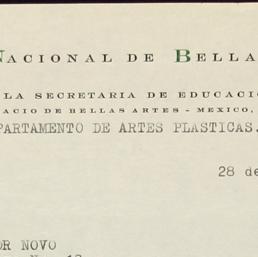 NACIONAL DE BELLA
LA SECRETARIA DE EDUCACIO
ACIO DE BELLAS ARTES - MEXICO,
PARTAMENTO DE ARTES PLASTICAS.
28 de
OR NOVO